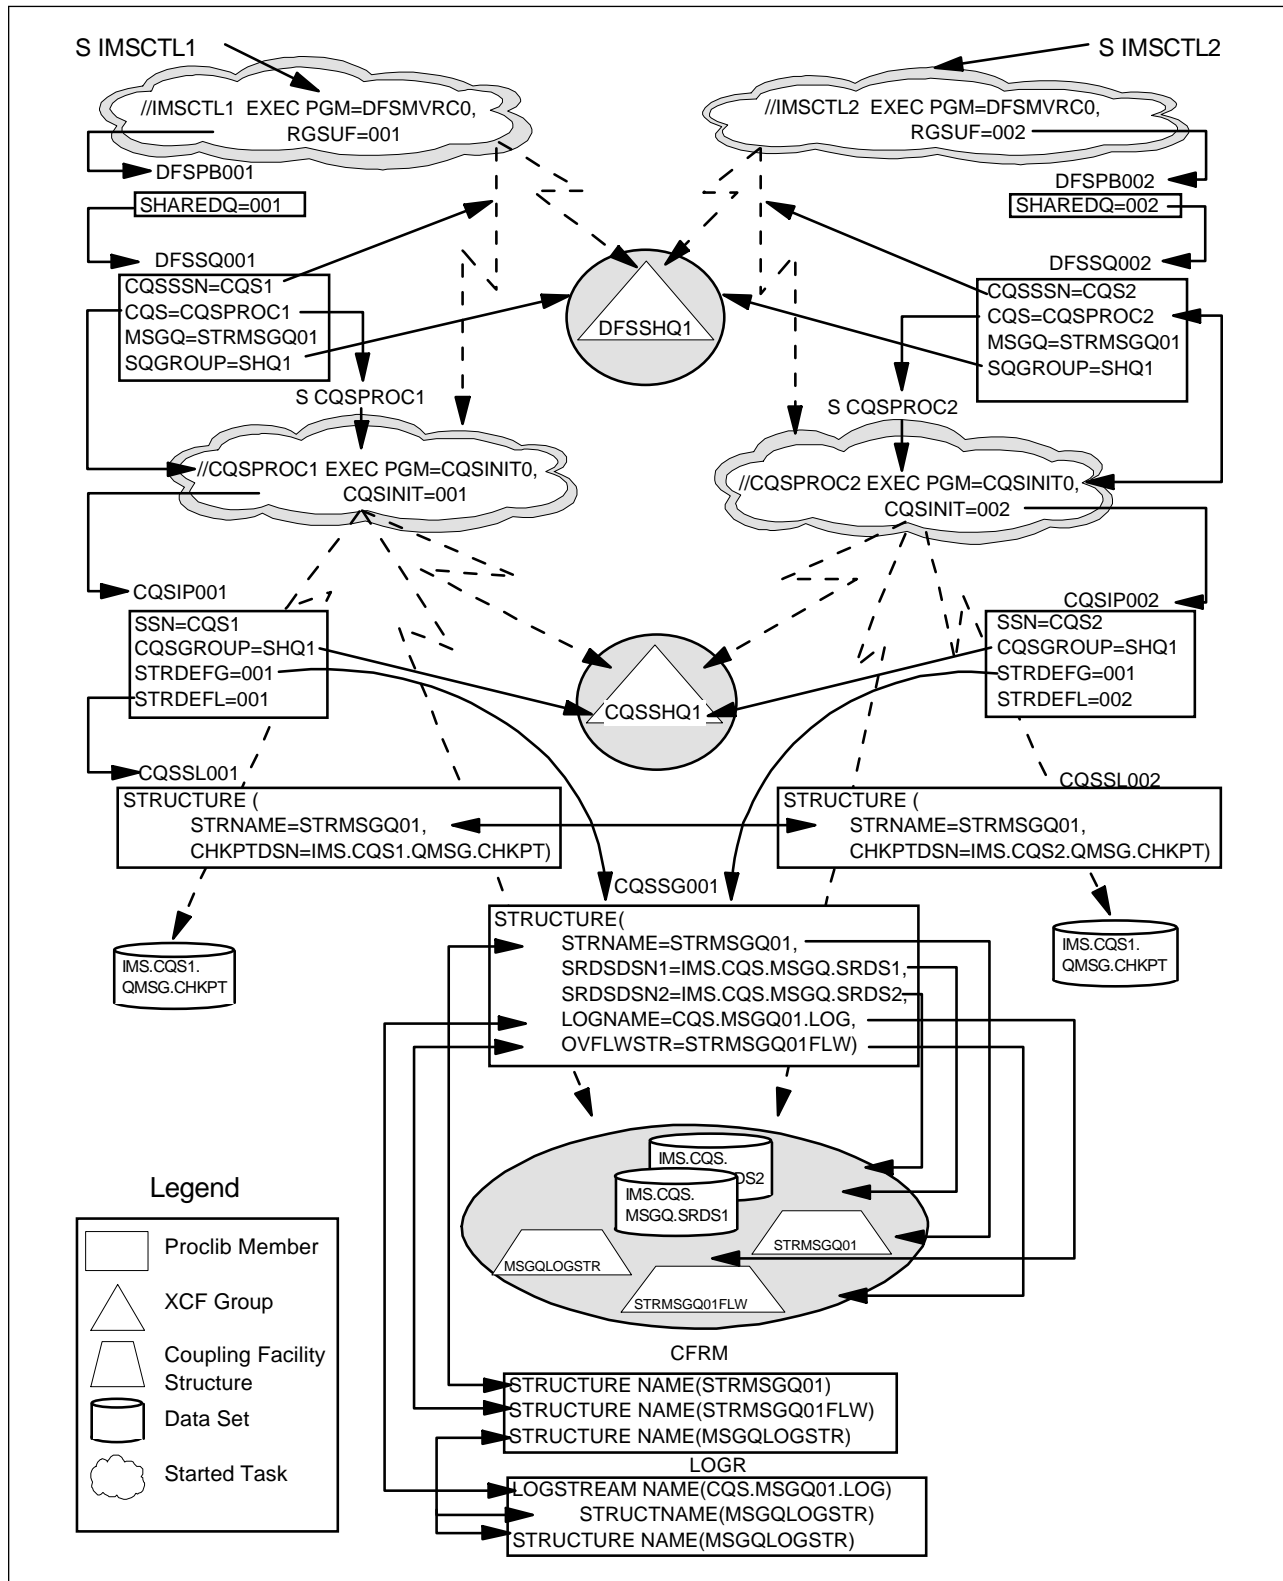 S IMSCTL1
S IMSCTL2
//IMSCTL1 EXEC PGM=DFSMVRC0,
RGSUF=001
//IMSCTL2 EXEC PGM=DFSMVRC0,
RGSUF=002
DFSPB001
DFSPB002
SHAREDQ=001
SHAREDQ=002
DFSSQ001
DFSSQ002
CQSSSN=CQS1
CQS=CQSPROC1
MSGQ=STRMSGQ01
SQGROUP=SHQ1
DFSSHQ1
CQSSSN=CQS2
CQS=CQSPROC2
MSGQ=STRMSGQ01
SQGROUP=SHQ1
S CQSPROC1
S CQSPROC2
//CQSPROC1 EXEC PGM=CQSINIT0,
CQSINIT=001
//CQSPROC2 EXEC PGM=CQSINIT0,
CQSINIT=002
CQSIP001
CQSIP002
SSN=CQS1
CQSGROUP=SHQ1
STRDEFG=001
STRDEFL=001
CQSSHQ1
SSN=CQS2
CQSGROUP=SHQ1
STRDEFG=001
STRDEFL=002
CQSSL001
CQSSL002
STRUCTURE (
STRNAME=STRMSGQ01,
CHKPTDSN=IMS.CQS1.QMSG.CHKPT)
STRUCTURE (
STRNAME=STRMSGQ01,
CHKPTDSN=IMS.CQS2.QMSG.CHKPT)
CQSSG001
STRUCTURE(
STRNAME=STRMSGQ01,
SRDSDSN1=IMS.CQS.MSGQ.SRDS1,
SRDSDSN2=IMS.CQS.MSGQ.SRDS2,
LOGNAME=CQS.MSGQ01.LOG,
OVFLWSTR=STRMSGQ01FLW)
IMS.CQS1.
QMSG.CHKPT
IMS.CQS1.
QMSG.CHKPT
IMS.CQS.
DS2
IMS.CQS.
MSGQ.SRDS1
STRMSGQ01
MSGQLOGSTR
STRMSGQ01FLW
Legend
Proclib Member
XCF Group
Coupling Facility
Structure
Data Set
Started Task
CFRM
STRUCTURE NAME(STRMSGQ01)
STRUCTURE NAME(STRMSGQ01FLW)
STRUCTURE NAME(MSGQLOGSTR)
LOGR
LOGSTREAM NAME(CQS.MSGQ01.LOG)
STRUCTNAME(MSGQLOGSTR)
STRUCTURE NAME(MSGQLOGSTR)